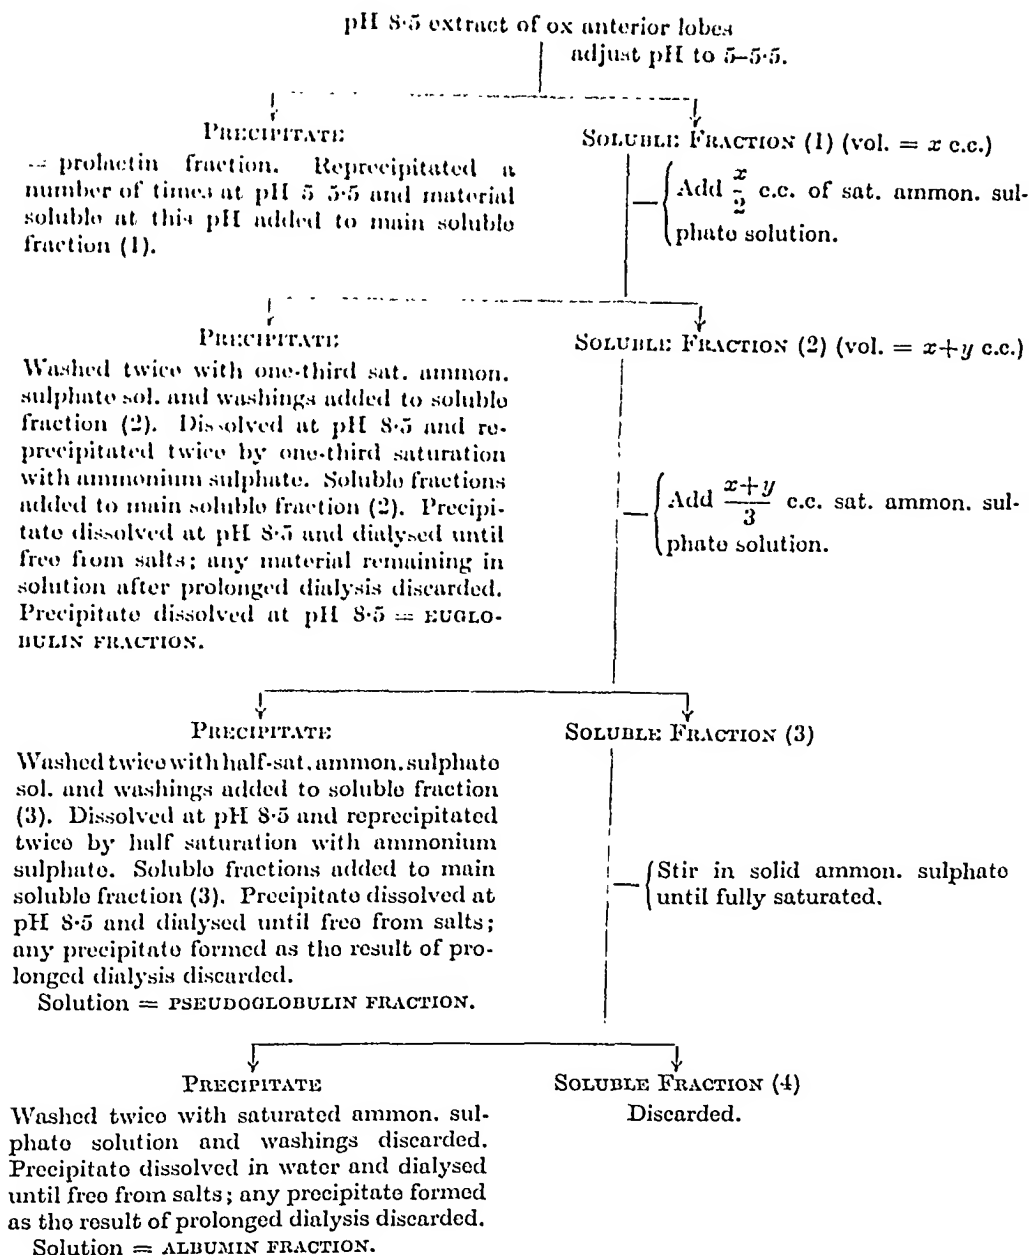 pH 8·5 extract of ox anterior lobes
adjust pH to 5–5·5.
PRECIPITATE
= prolactin fraction. Reprecipitated a
number of times at pH 5 5·5 and material
soluble at this pH added to main soluble
fraction (1).
SOLUBLE FRACTION (1) (vol. = x c.c.)
Add x/2 c.c. of sat. ammon. sul-
phate solution.
PRECIPITATE
Washed twice with one-third sat. ammon.
sulphate sol. and washings added to soluble
fraction (2). Dissolved at pH 8·5 and re-
precipitated twice by one-third saturation
with ammonium sulphate. Soluble fractions
added to main soluble fraction (2). Precipi-
tate dissolved at pH 8·5 and dialysed until
free from salts; any material remaining in
solution after prolonged dialysis discarded.
Precipitate dissolved at pH 8·5 = EUGLO-
BULIN FRACTION.
SOLUBLE FRACTION (2) (vol. = x+y c.c.)
Add x+y/3 c.c. sat. ammon. sul-
phate solution.
PRECIPITATE
Washed twice with half-sat. ammon. sulphate
sol. and washings added to soluble fraction
(3). Dissolved at pH 8·5 and reprecipitated
twice by half saturation with ammonium
sulphate. Soluble fractions added to main
soluble fraction (3). Precipitate dissolved at
pH 8·5 and dialysed until free from salts;
any precipitate formed as the result of pro-
longed dialysis discarded.
Solution = PSEUDOGLOBULIN FRACTION.
SOLUBLE FRACTION (3)
Stir in solid ammon. sulphate
until fully saturated.
PRECIPITATE
Washed twice with saturated ammon. sul-
phate solution and washings discarded.
Precipitate dissolved in water and dialysed
until free from salts; any precipitate formed
as the result of prolonged dialysis discarded.
Solution = ALBUMIN FRACTION.
SOLUBLE FRACTION (4)
Discarded.